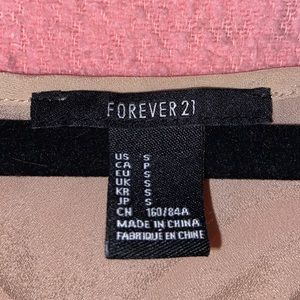 FOREVER 21
US S
CA P
EU S
UK S
KR S
JP S
CN 160/84A
MADE IN CHINA
FABRIQUÉ EN CHINE